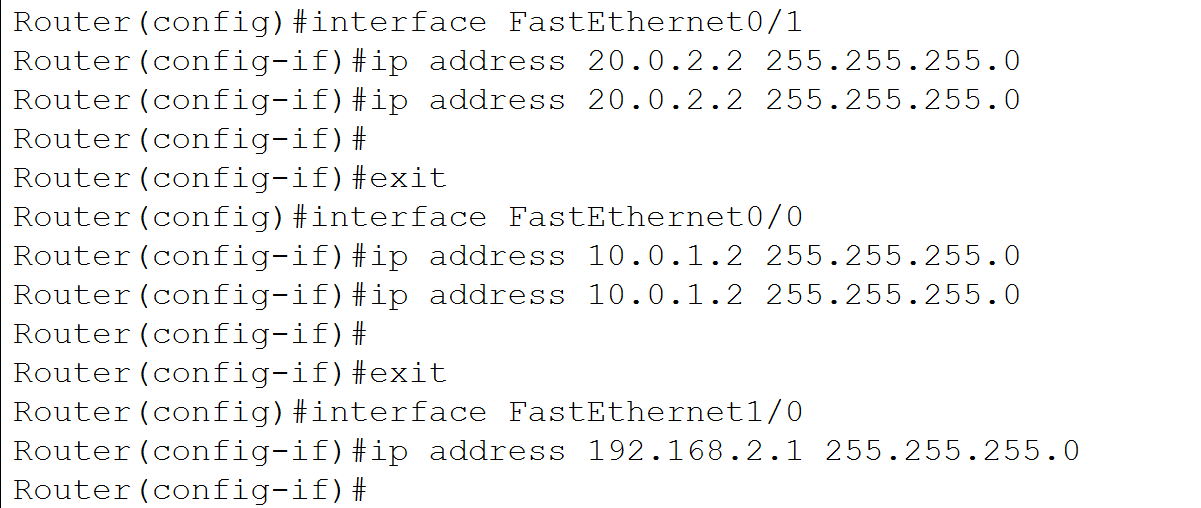 Router(config)#interface FastEthernet0/1
Router(config-if)#ip address 20.0.2.2 255.255.255.0
Router(config-if)#ip address 20.0.2.2 255.255.255.0
Router(config-if)#
Router(config-if)#exit
Router(config)#interface FastEthernet0/0
Router(config-if)#ip address 10.0.1.2 255.255.255.0
Router(config-if)#ip address 10.0.1.2 255.255.255.0
Router(config-if)#
Router(config-if)#exit
Router(config)#interface FastEthernet1/0
Router(config-if)#ip address 192.168.2.1 255.255.255.0
Router(config-if)#